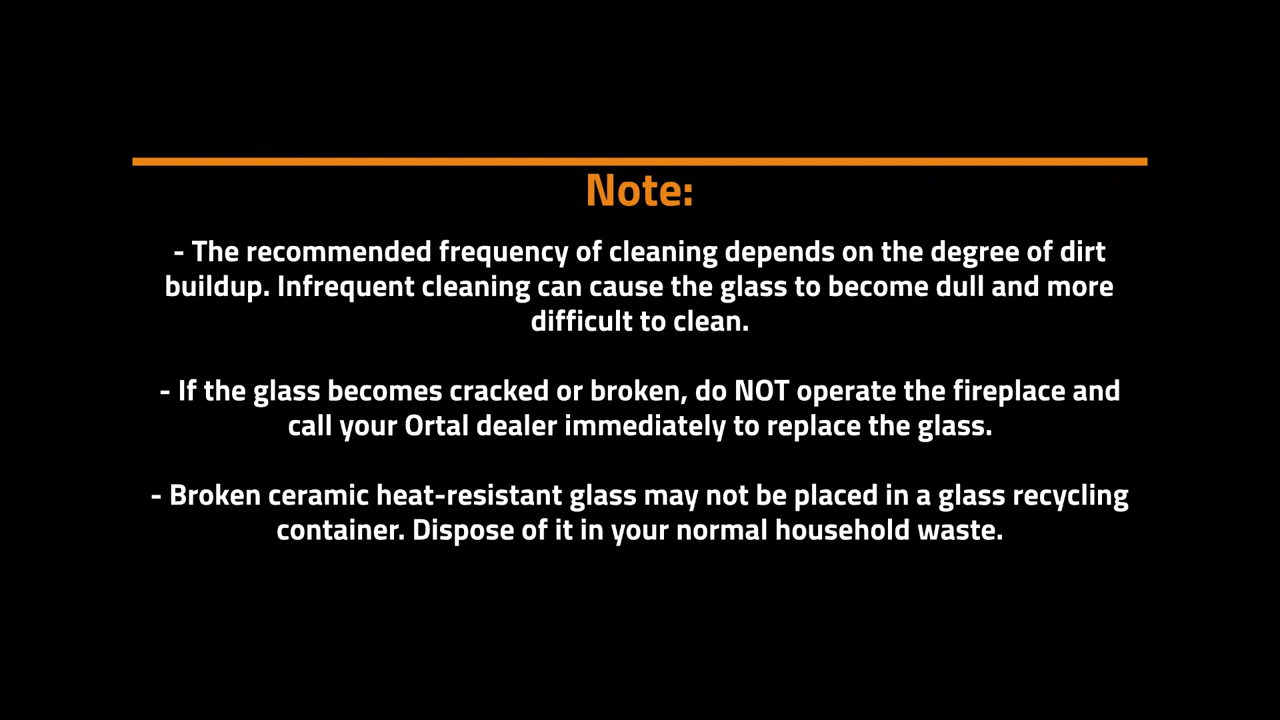 Note:
- The recommended frequency of cleaning depends on the degree of dirt
buildup. Infrequent cleaning can cause the glass to become dull and more
difficult to clean.
- If the glass becomes cracked or broken, do NOT operate the fireplace and
call your Ortal dealer immediately to replace the glass.
- Broken ceramic heat-resistant glass may not be placed in a glass recycling
container. Dispose of it in your normal household waste.